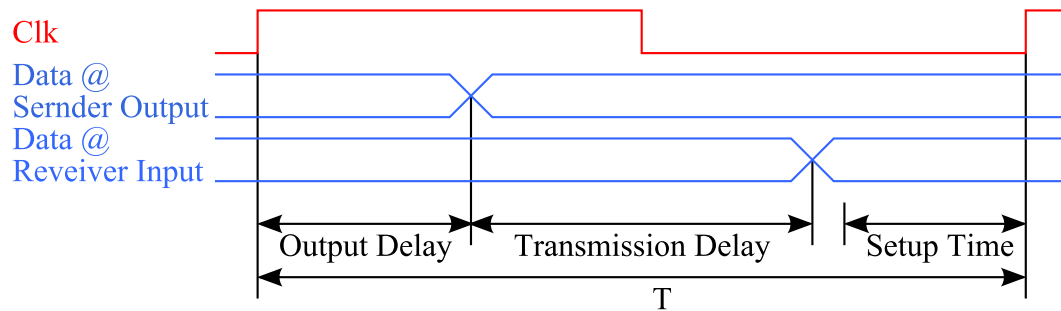 Clk
Data @
Sernder Output
Data @
Reveiver Input
Output Delay
Transmission Delay
Setup Time
T